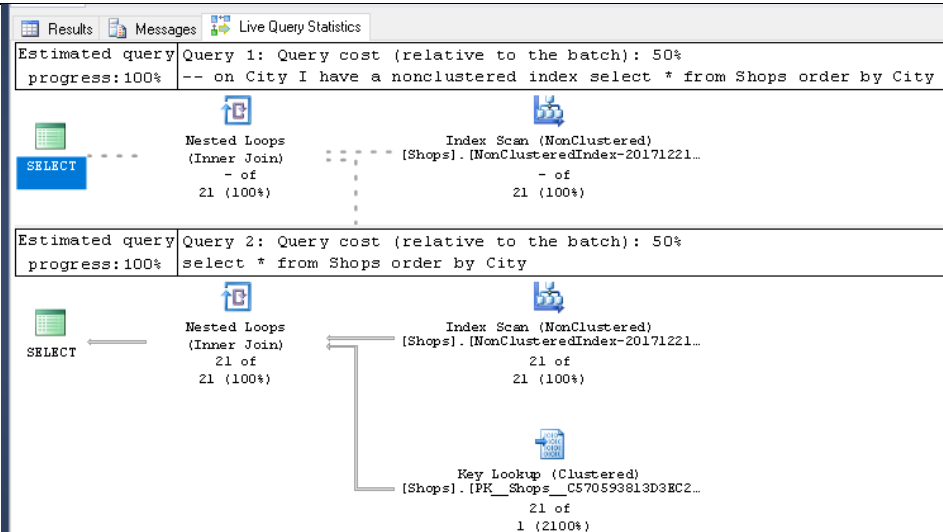 Results Messages Live Query Statistics
Estimated query Query 1: Query cost (relative to the batch): 50%
progress:100% -- on City I have a nonclustered index select * from Shops order by City
Nested Loops
(Inner Join)
- of
21 (100%)
Index Scan (NonClustered)
[Shops].[NonClusteredIndex-20171221…
- of
21 (100%)
SELECT
Estimated query Query 2: Query cost (relative to the batch): 50%
progress:100% select * from Shops order by City
Nested Loops
(Inner Join)
21 of
21 (100%)
Index Scan (NonClustered)
[Shops].[NonClusteredIndex-20171221…
21 of
21 (100%)
SELECT
Key Lookup (Clustered)
[Shops].[PK__Shops__C570593813D3EC2…
21 of
1 (2100%)